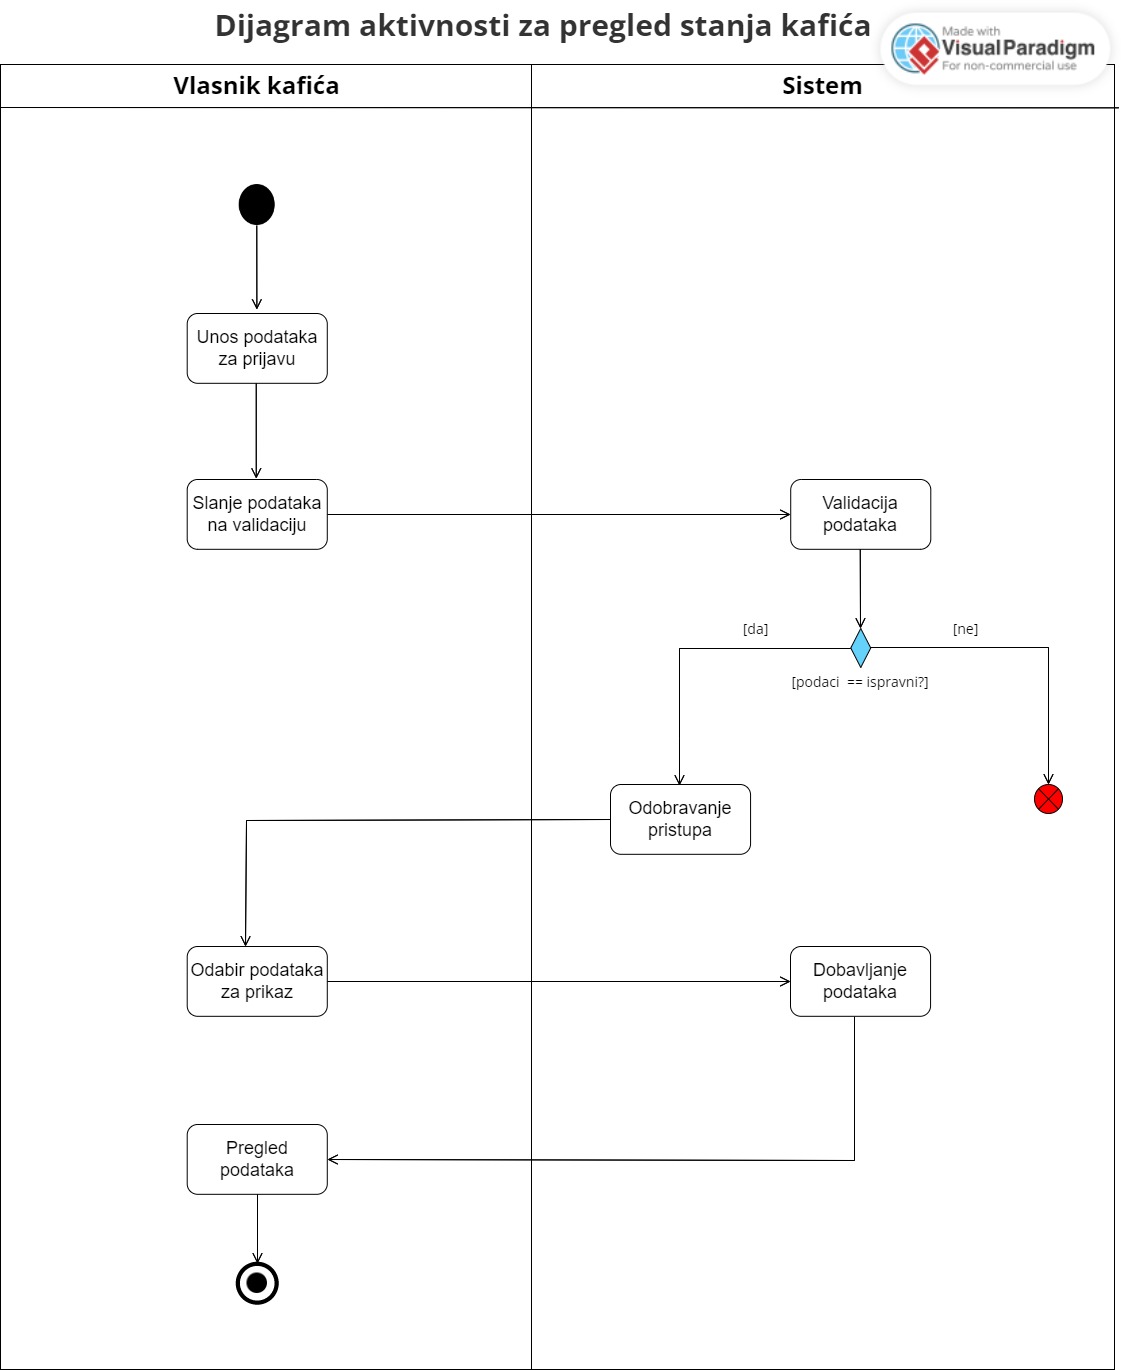 Dijagram aktivnosti za pregled stanja kafića
Made with
Visual Paradigm
For non-commercial use
Vlasnik kafića
Sistem
Unos podataka
za prijavu
Slanje podataka
na validaciju
Validacija
podataka
[da]
[ne]
[podaci == ispravni?]
Odobravanje
pristupa
Odabir podataka
za prikaz
Dobavljanje
podataka
Pregled
podataka